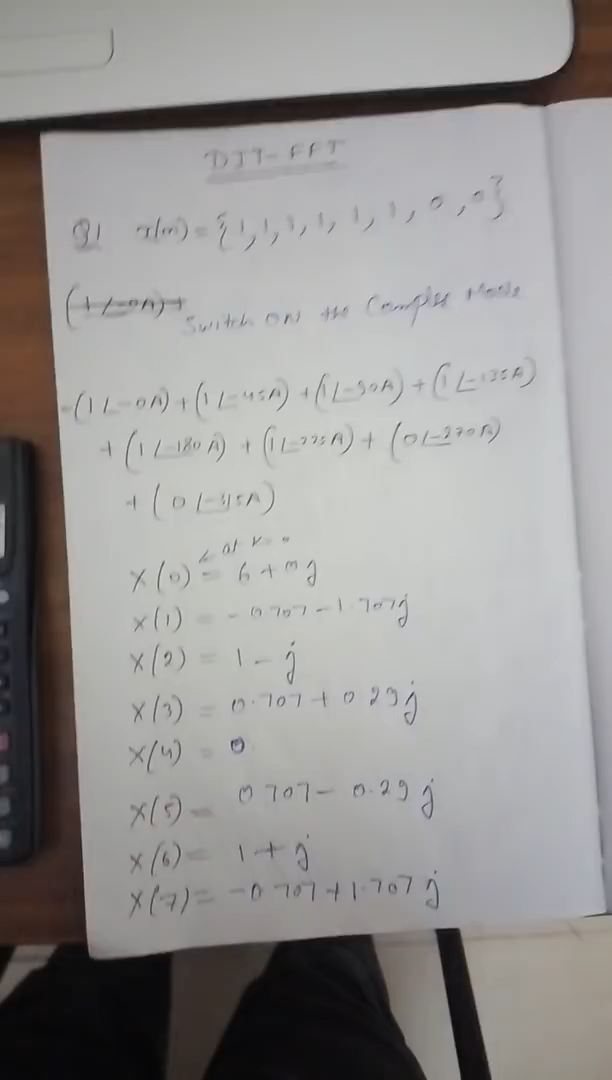 DIT-FFT
Q1 x(n) = {1,1,1,1,1,1,0,0}
Switch ON the Complex Mode
(1∠-0A)+(1∠-45A)+(1∠-90A)+(1∠-135A)
+(1∠-180A)+(1∠-225A)+(0∠-270A)
+(0∠-315A)
at K=0
X(0) = 6+0j
X(1) = -0.707-1.707j
X(2) = 1-j
X(3) = 0.707+0.29j
X(4) = 0
X(5) = 0.707-0.29j
X(6) = 1+j
X(7) = -0.707+1.707j